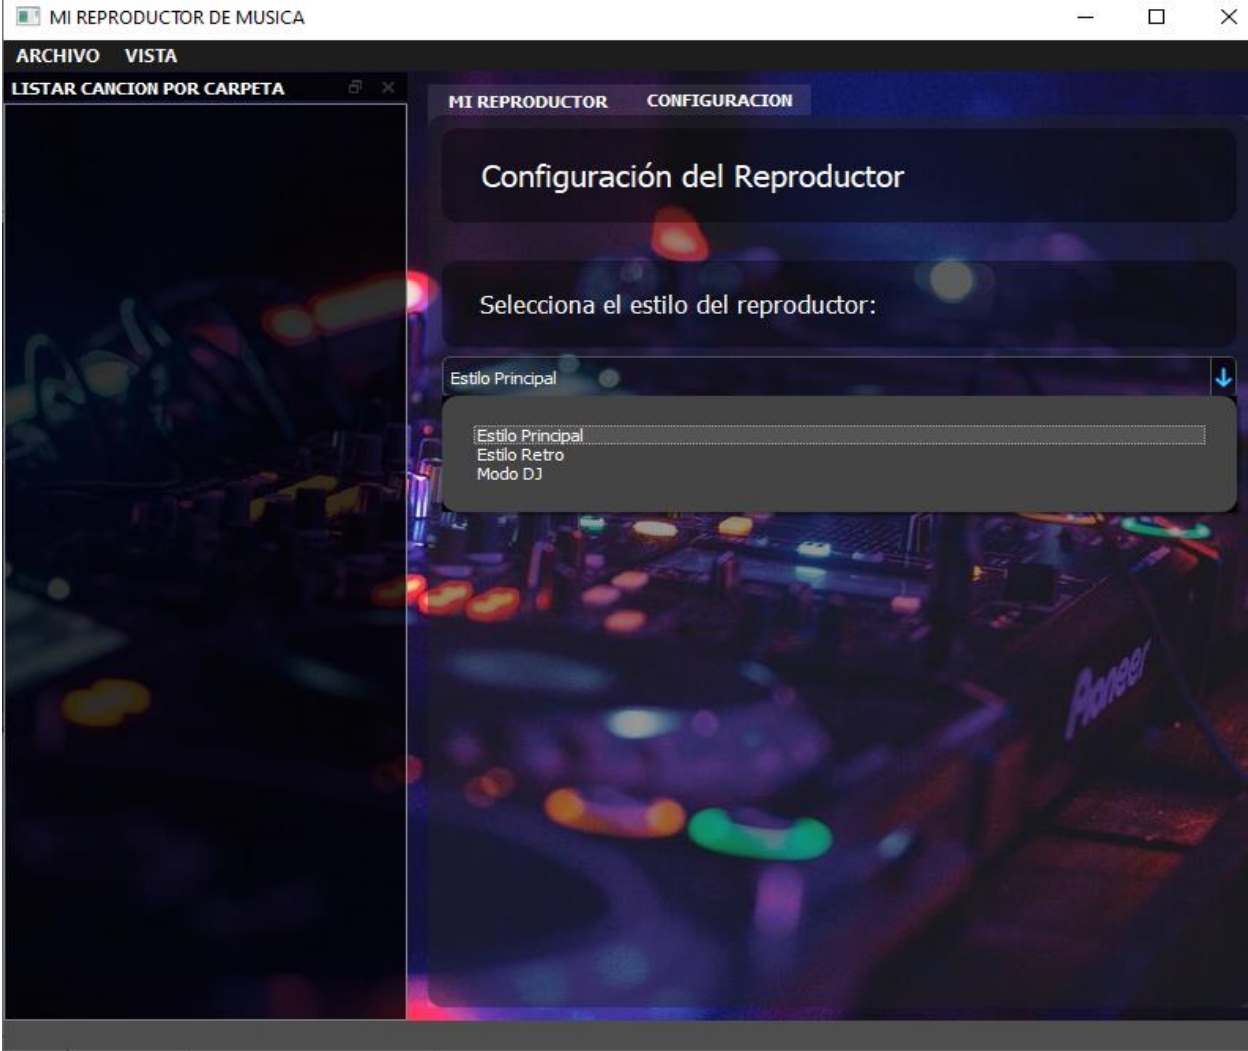 MI REPRODUCTOR DE MUSICA
ARCHIVO VISTA
LISTAR CANCION POR CARPETA
MI REPRODUCTOR CONFIGURACION
Configuración del Reproductor
Selecciona el estilo del reproductor:
Estilo Principal
Estilo Principal
Estilo Retro
Modo DJ
Pioneer